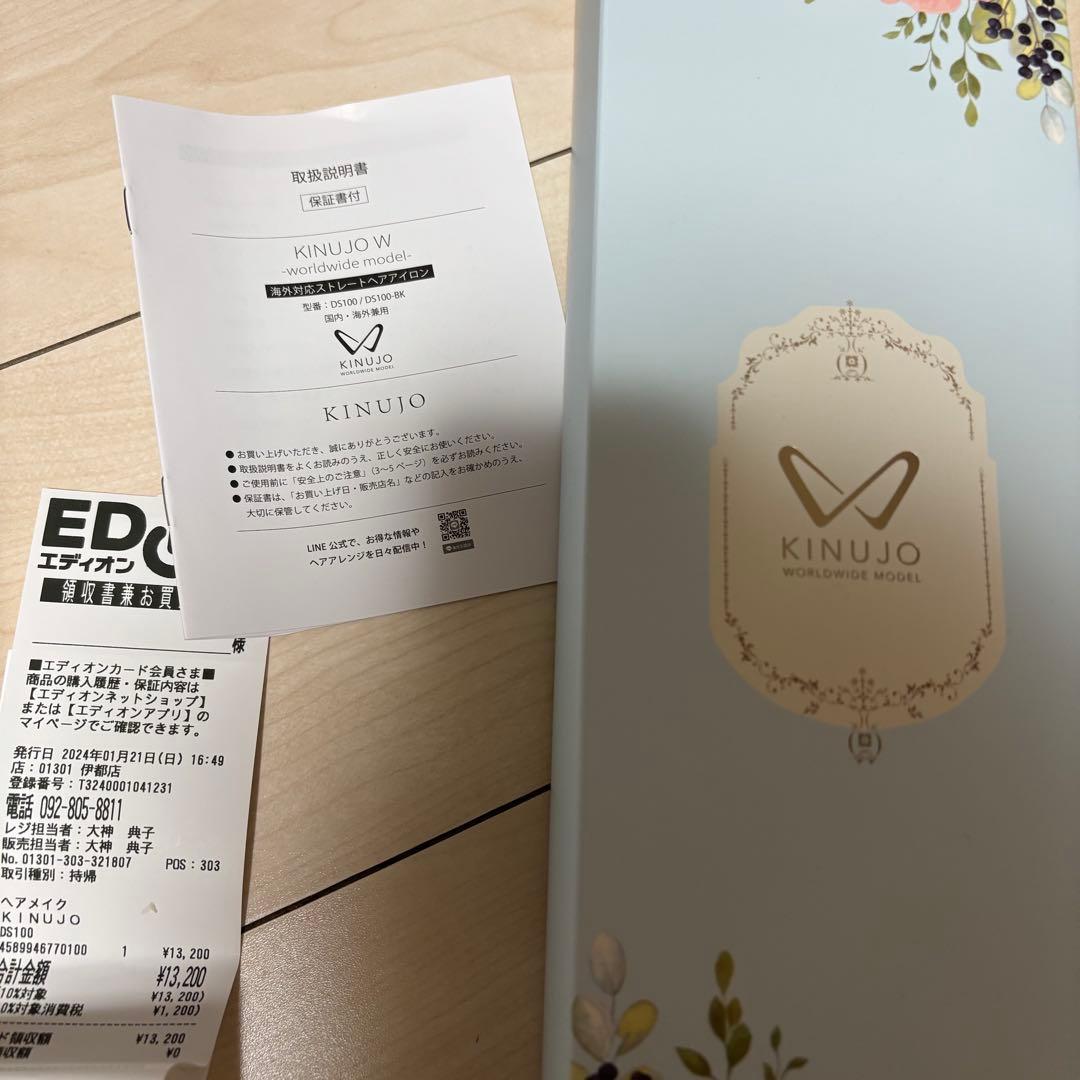 取扱説明書
保証書付
KINUJO W
-worldwide model-
海外対応ストレートヘアアイロン
型番：DS100 / DS100-BK
国内・海外兼用
KINUJO
WORLDWIDE MODEL
KINUJO
●お買い上げいただき、誠にありがとうございます。
●取扱説明書をよくお読みのうえ、正しく安全にお使いください。
●ご使用前に「安全上のご注意」（3〜5 ページ）を必ずお読みください。
●保証書は、「お買い上げ日・販売店名」などの記入をお確かめのうえ、
大切に保管してください。
LINE 公式で、お得な情報や
ヘアアレンジを日々配信中！
KINUJO
WORLDWIDE MODEL
ED
エディオン
領収書兼お買
様
■エディオンカード会員さま■
商品の購入履歴・保証内容は
【エディオンネットショップ】
または【エディオンアプリ】の
マイページでご確認できます。
発行日 2024年01月21日(日) 16:49
店：01301 伊都店
登録番号：T3240001041231
電話 092-805-8811
レジ担当者：大神 典子
販売担当者：大神 典子
No.01301-303-321807 POS：303
取引種別：持帰
ヘアメイク
KINUJO
DS100
4589946770100 1 ¥13,200
合計金額 ¥13,200
10%対象 ¥13,200)
0%対象消費税 ¥1,200)
ド領収額 ¥13,200
収額 ¥0